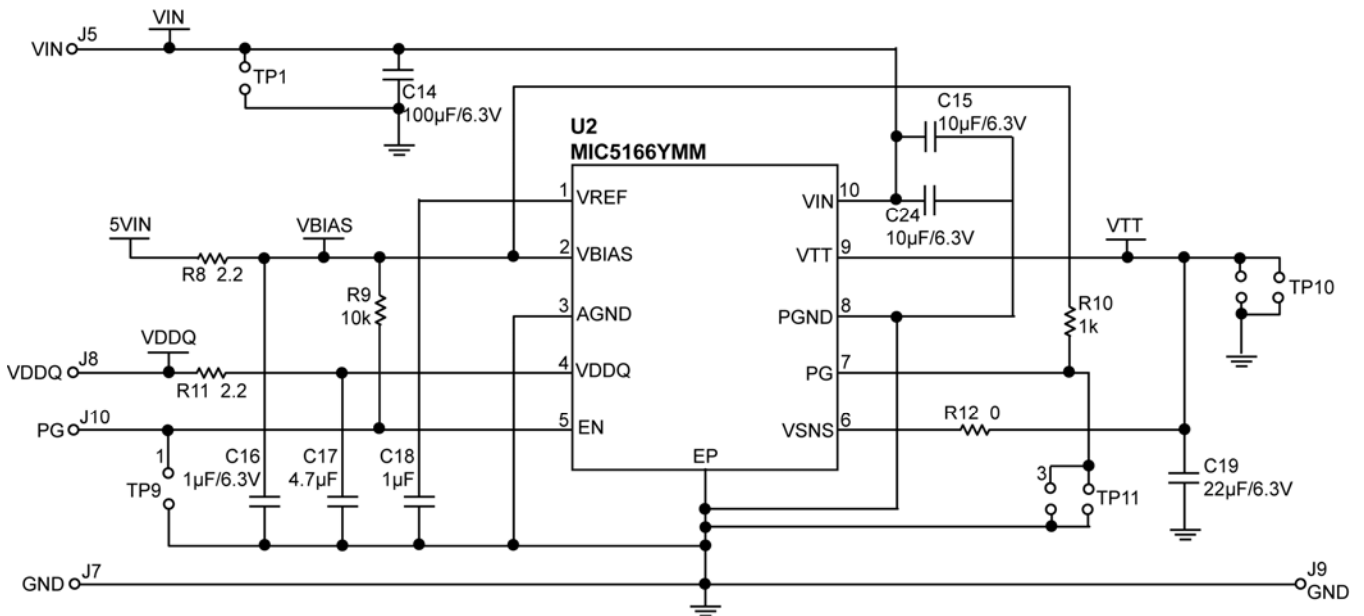 VIN
VIN J5
TP1
C14
100µF/6.3V
C15
10µF/6.3V
U2
MIC5166YMM
1 VREF
VIN 10
C24
10µF/6.3V
5VIN
VBIAS
VTT
R8 2.2
2 VBIAS
VTT 9
R9
10k
TP10
3 AGND
PGND 8
R10
1k
VDDQ
VDDQ J8
R11 2.2
4 VDDQ
PG 7
PG J10
5 EN
VSNS 6
R12 0
1
TP9
C16
1µF/6.3V
C17
4.7µF
C18
1µF
EP
3
TP11
C19
22µF/6.3V
GND J7
J9
GND